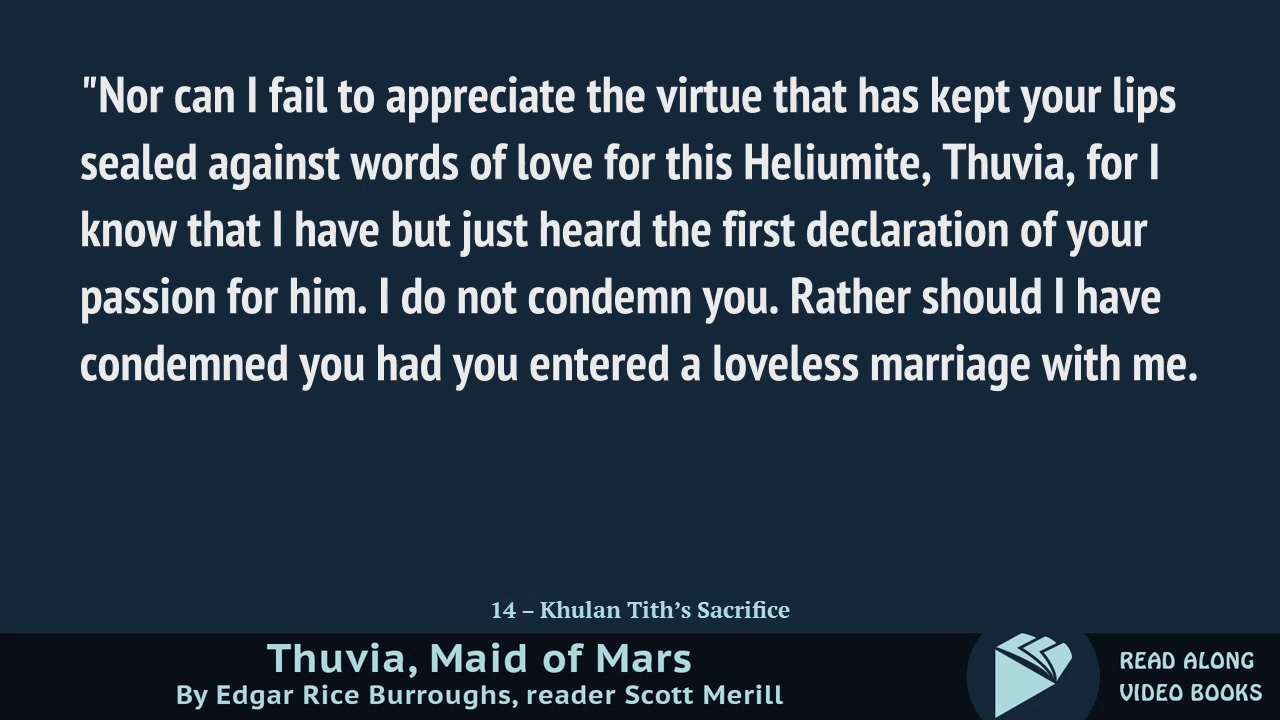 "Nor can I fail to appreciate the virtue that has kept your lips
sealed against words of love for this Heliumite, Thuvia, for I
know that I have but just heard the first declaration of your
passion for him. I do not condemn you. Rather should I have
condemned you had you entered a loveless marriage with me.
14 – Khulan Tith’s Sacrifice
Thuvia, Maid of Mars
By Edgar Rice Burroughs, reader Scott Merill
READ ALONG
VIDEO BOOKS